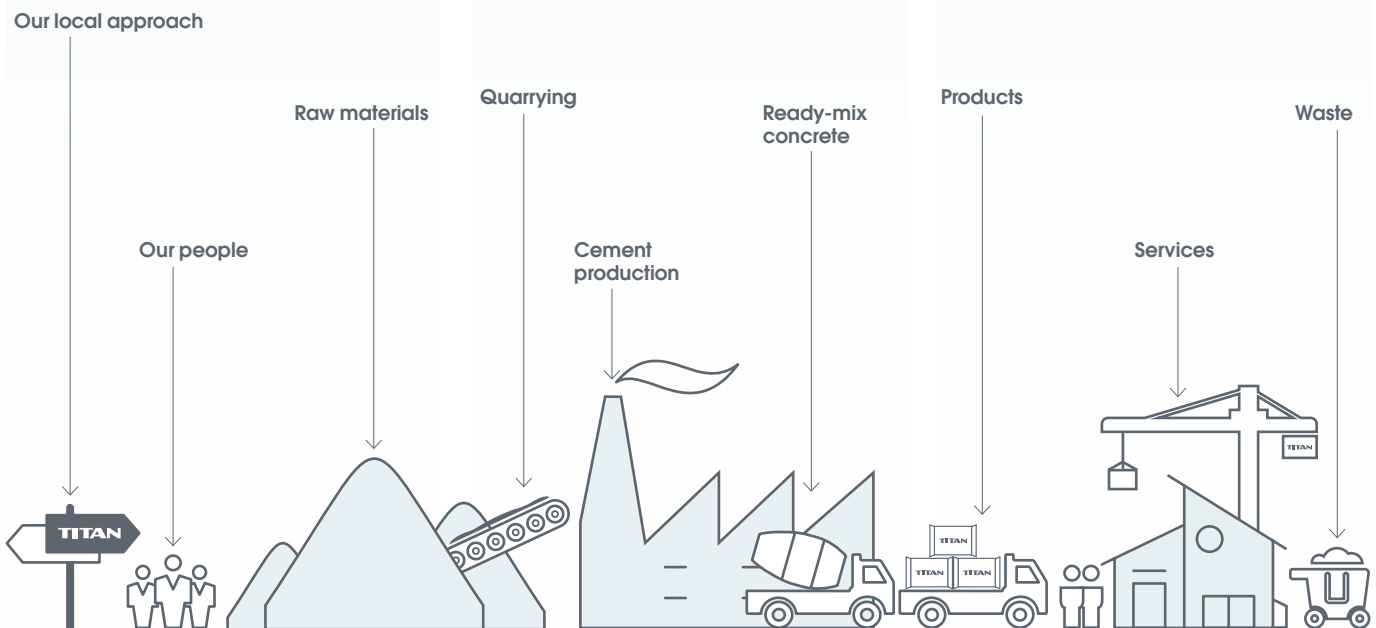 Our local approach
Quarrying
Products
Raw materials
Ready-mix
concrete
Waste
Our people
Cement
production
Services
TITAN
TITAN
TITAN
TITAN
TITAN